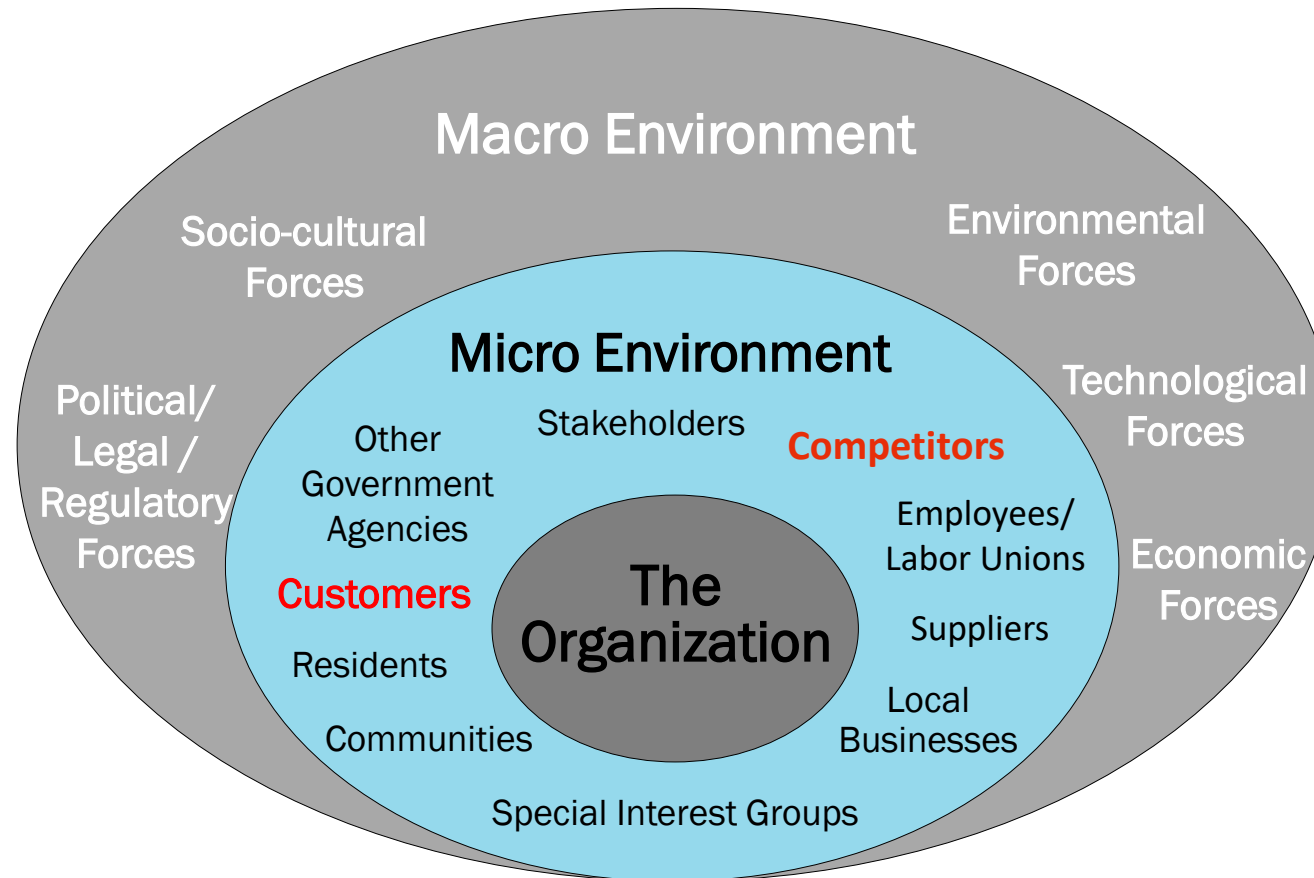 Macro Environment
Socio-cultural
Forces
Environmental
Forces
Political/
Legal /
Regulatory
Forces
Technological
Forces
Economic
Forces
Micro Environment
Stakeholders
Other
Government
Agencies
Competitors
Employees/
Labor Unions
Customers
The
Organization
Suppliers
Residents
Local
Businesses
Communities
Special Interest Groups